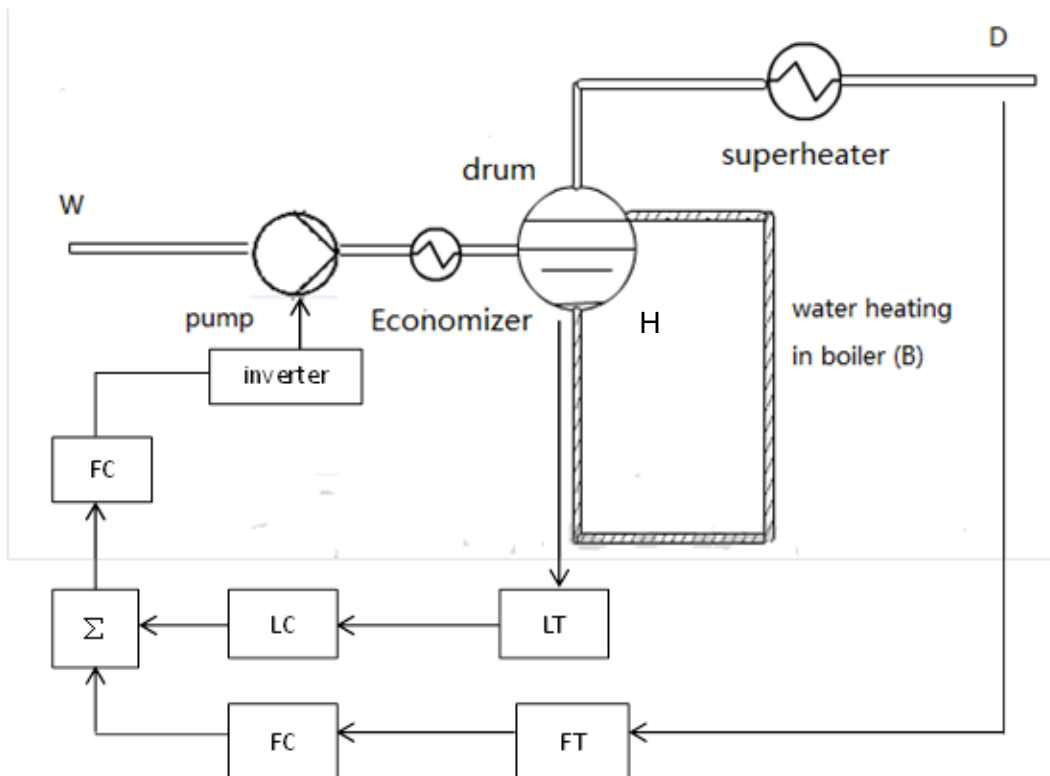 D
superheater
drum
W
pump
Economizer
H
water heating
in boiler (B)
inverter
FC
Σ
LC
LT
FC
FT